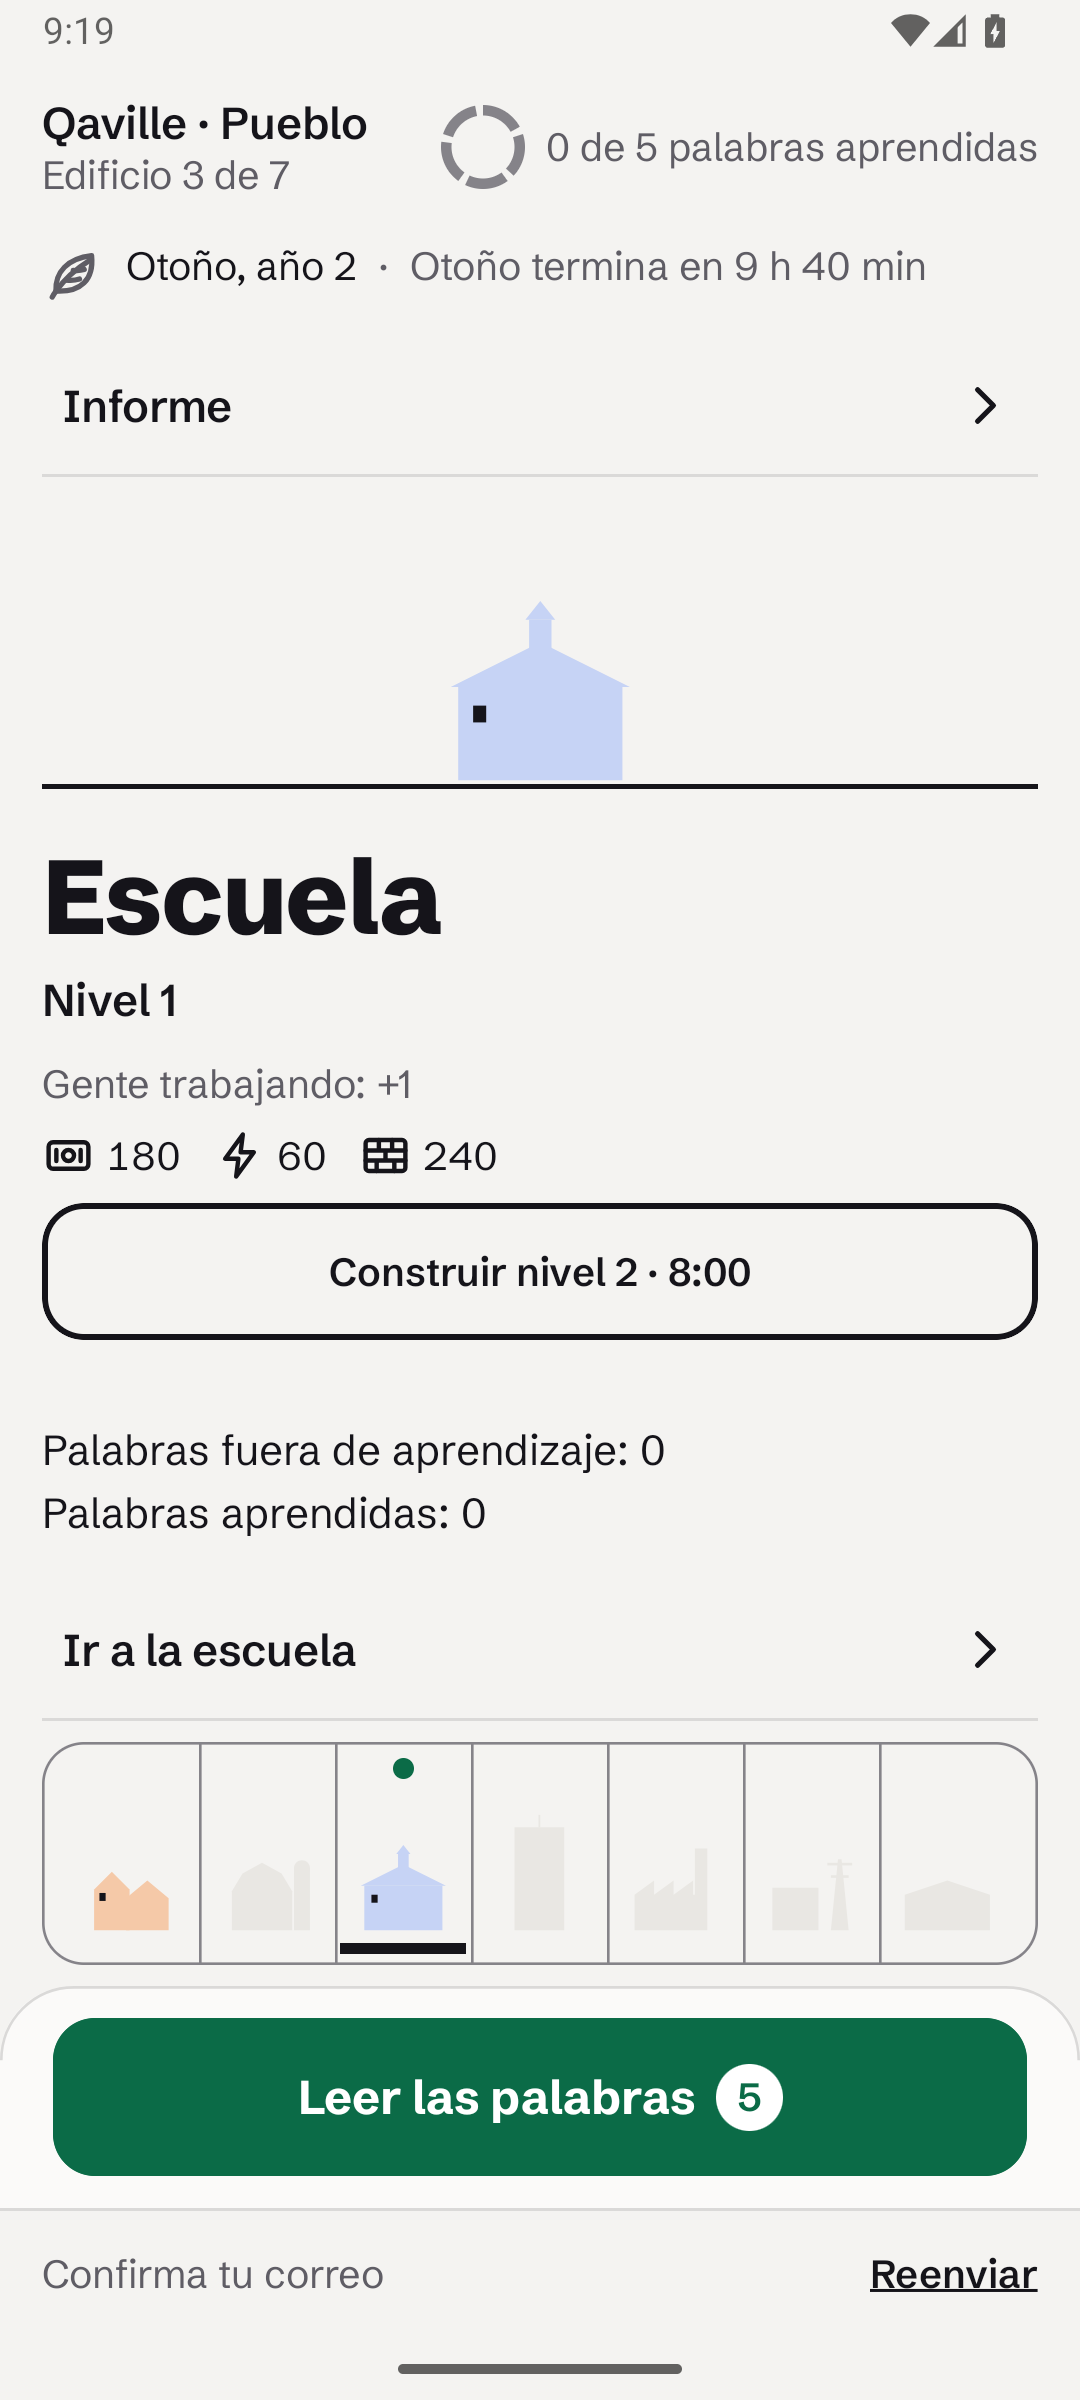 9:19
Qaville · Pueblo
Edificio 3 de 7
0 de 5 palabras aprendidas
Otoño, año 2 · Otoño termina en 9 h 40 min
Informe
Escuela
Nivel 1
Gente trabajando: +1
180 60 240
Construir nivel 2 · 8:00
Palabras fuera de aprendizaje: 0
Palabras aprendidas: 0
Ir a la escuela
Leer las palabras 5
Confirma tu correo
Reenviar